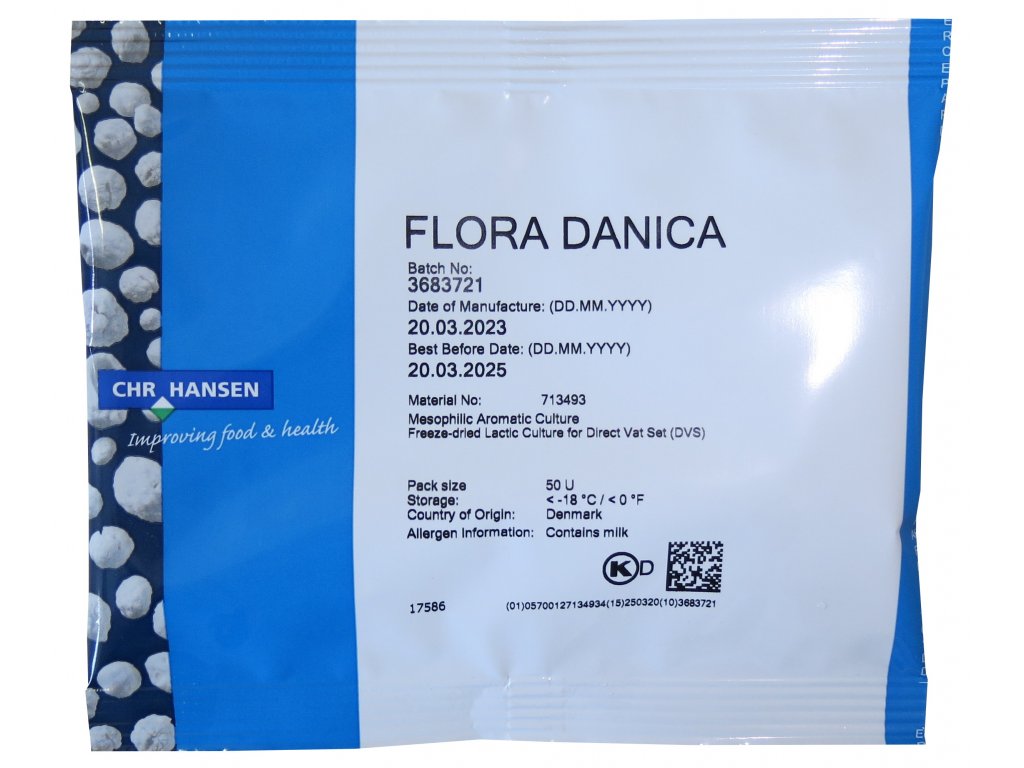 FLORA DANICA
Batch No:
3683721
Date of Manufacture: (DD.MM.YYYY)
20.03.2023
Best Before Date: (DD.MM.YYYY)
20.03.2025
CHR HANSEN
Improving food & health
Material No: 713493
Mesophilic Aromatic Culture
Freeze-dried Lactic Culture for Direct Vat Set (DVS)
Pack size 50 U
Storage: < -18 °C / < 0 °F
Country of Origin: Denmark
Allergen Information: Contains milk
K D
17586 (01)05700127134934(15)250320(10)3683721